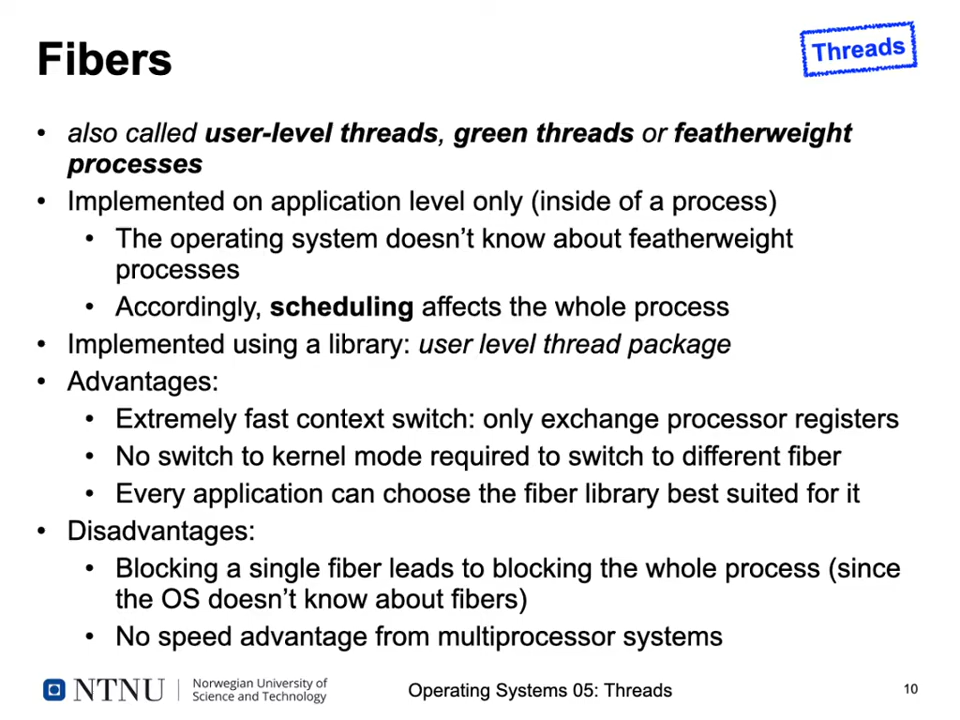 Fibers
Threads
• also called user-level threads, green threads or featherweight
processes
• Implemented on application level only (inside of a process)
• The operating system doesn't know about featherweight
processes
• Accordingly, scheduling affects the whole process
• Implemented using a library: user level thread package
• Advantages:
• Extremely fast context switch: only exchange processor registers
• No switch to kernel mode required to switch to different fiber
• Every application can choose the fiber library best suited for it
• Disadvantages:
• Blocking a single fiber leads to blocking the whole process (since
the OS doesn't know about fibers)
• No speed advantage from multiprocessor systems
NTNU
Norwegian University of
Science and Technology
Operating Systems 05: Threads
10